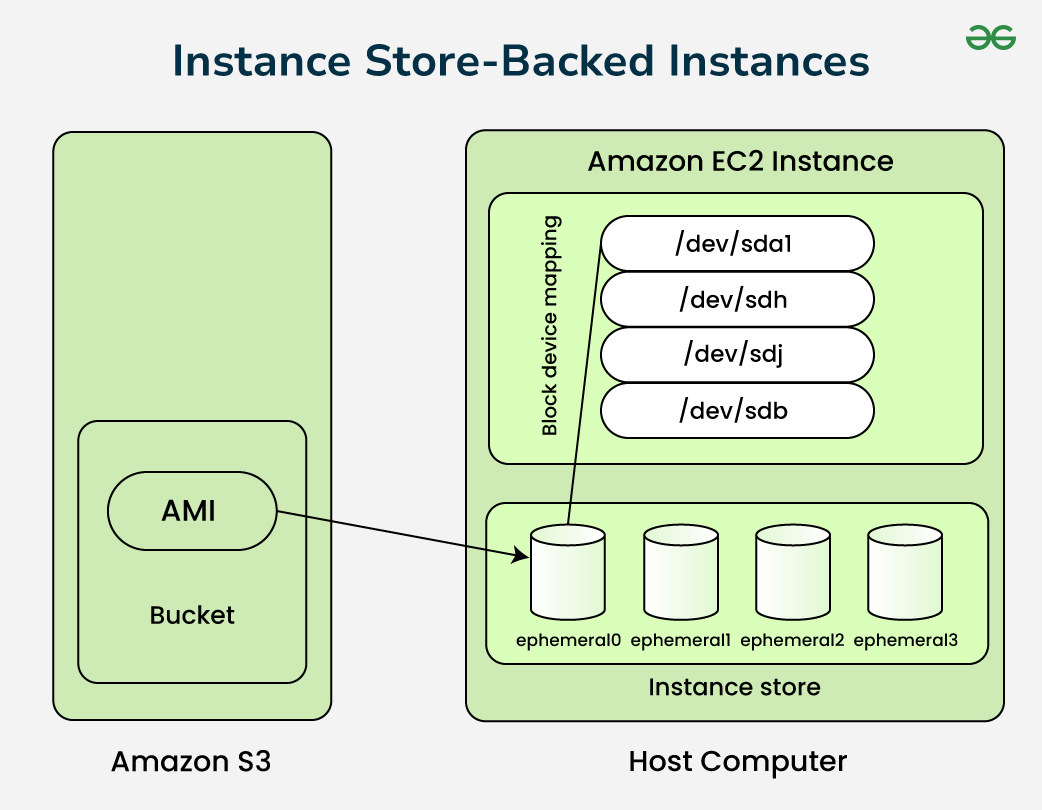 Instance Store-Backed Instances
AMI
Bucket
Amazon S3
Amazon EC2 Instance
Block device mapping
/dev/sda1
/dev/sdh
/dev/sdj
/dev/sdb
ephemeral0 ephemeral1 ephemeral2 ephemeral3
Instance store
Host Computer